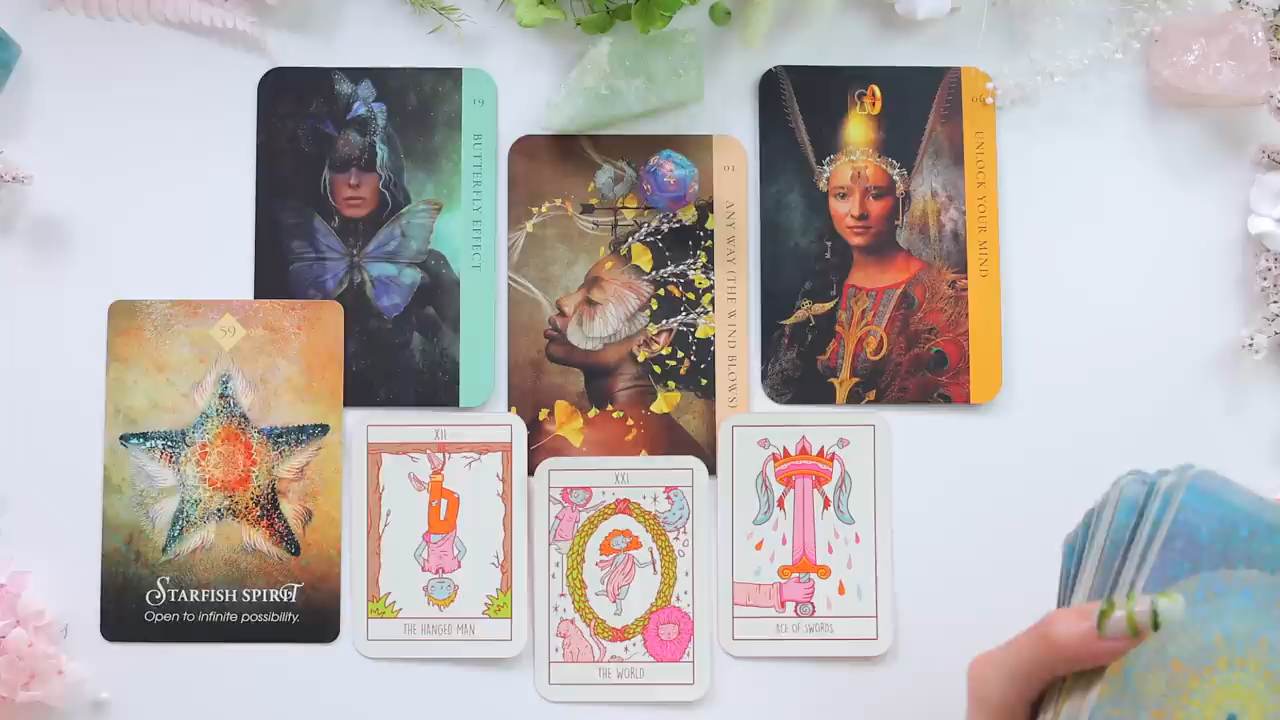 19
BUTTERFLY EFFECT
01
ANY WAY (THE WIND BLOWS)
4
UNLOCK YOUR MIND
59
STARFISH SPIRIT
Open to infinite possibility.
XII
THE HANGED MAN
XXI
THE WORLD
ACE OF SWORDS